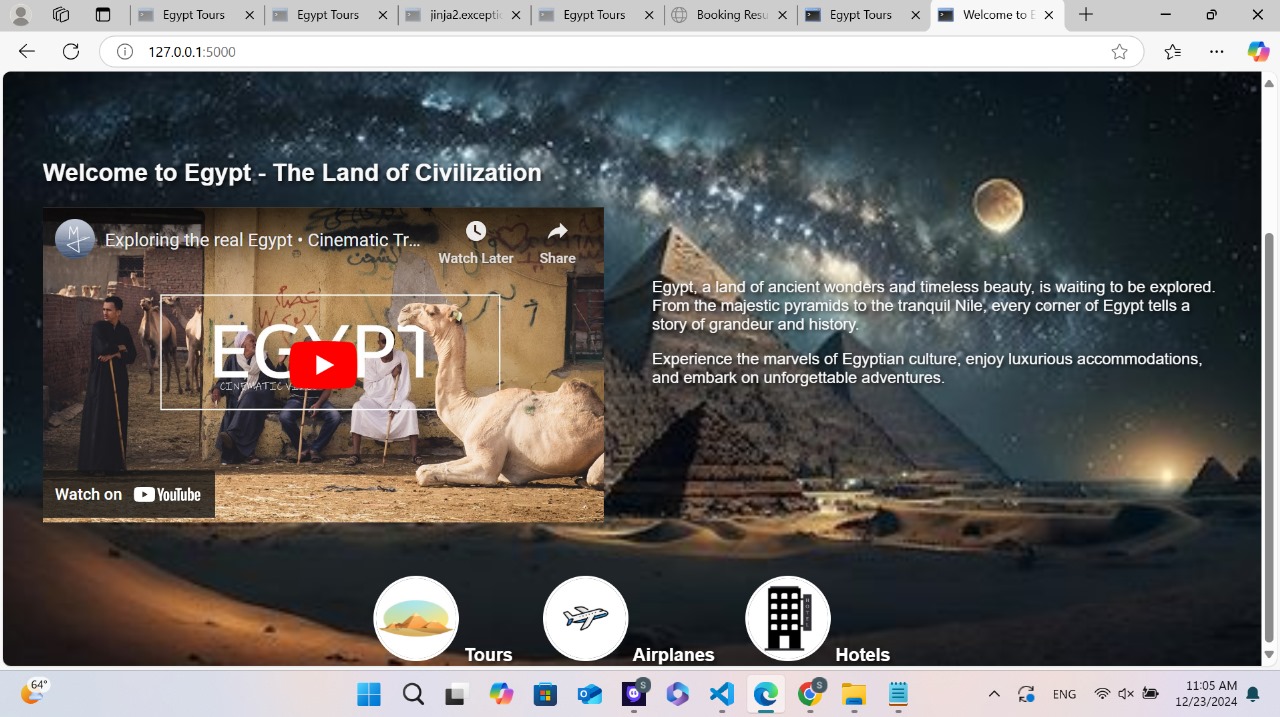 Egypt Tours
Egypt Tours
jinja2.exceptic
Egypt Tours
Booking Resu
Egypt Tours
Welcome to E
127.0.0.1:5000
Welcome to Egypt - The Land of Civilization
Exploring the real Egypt • Cinematic Tr...
Watch Later
Share
EGYPT
Watch on YouTube
Egypt, a land of ancient wonders and timeless beauty, is waiting to be explored.
From the majestic pyramids to the tranquil Nile, every corner of Egypt tells a
story of grandeur and history.
Experience the marvels of Egyptian culture, enjoy luxurious accommodations,
and embark on unforgettable adventures.
HOTEL
Tours
Airplanes
Hotels
64°
S
S
ENG
11:05 AM
12/23/2024